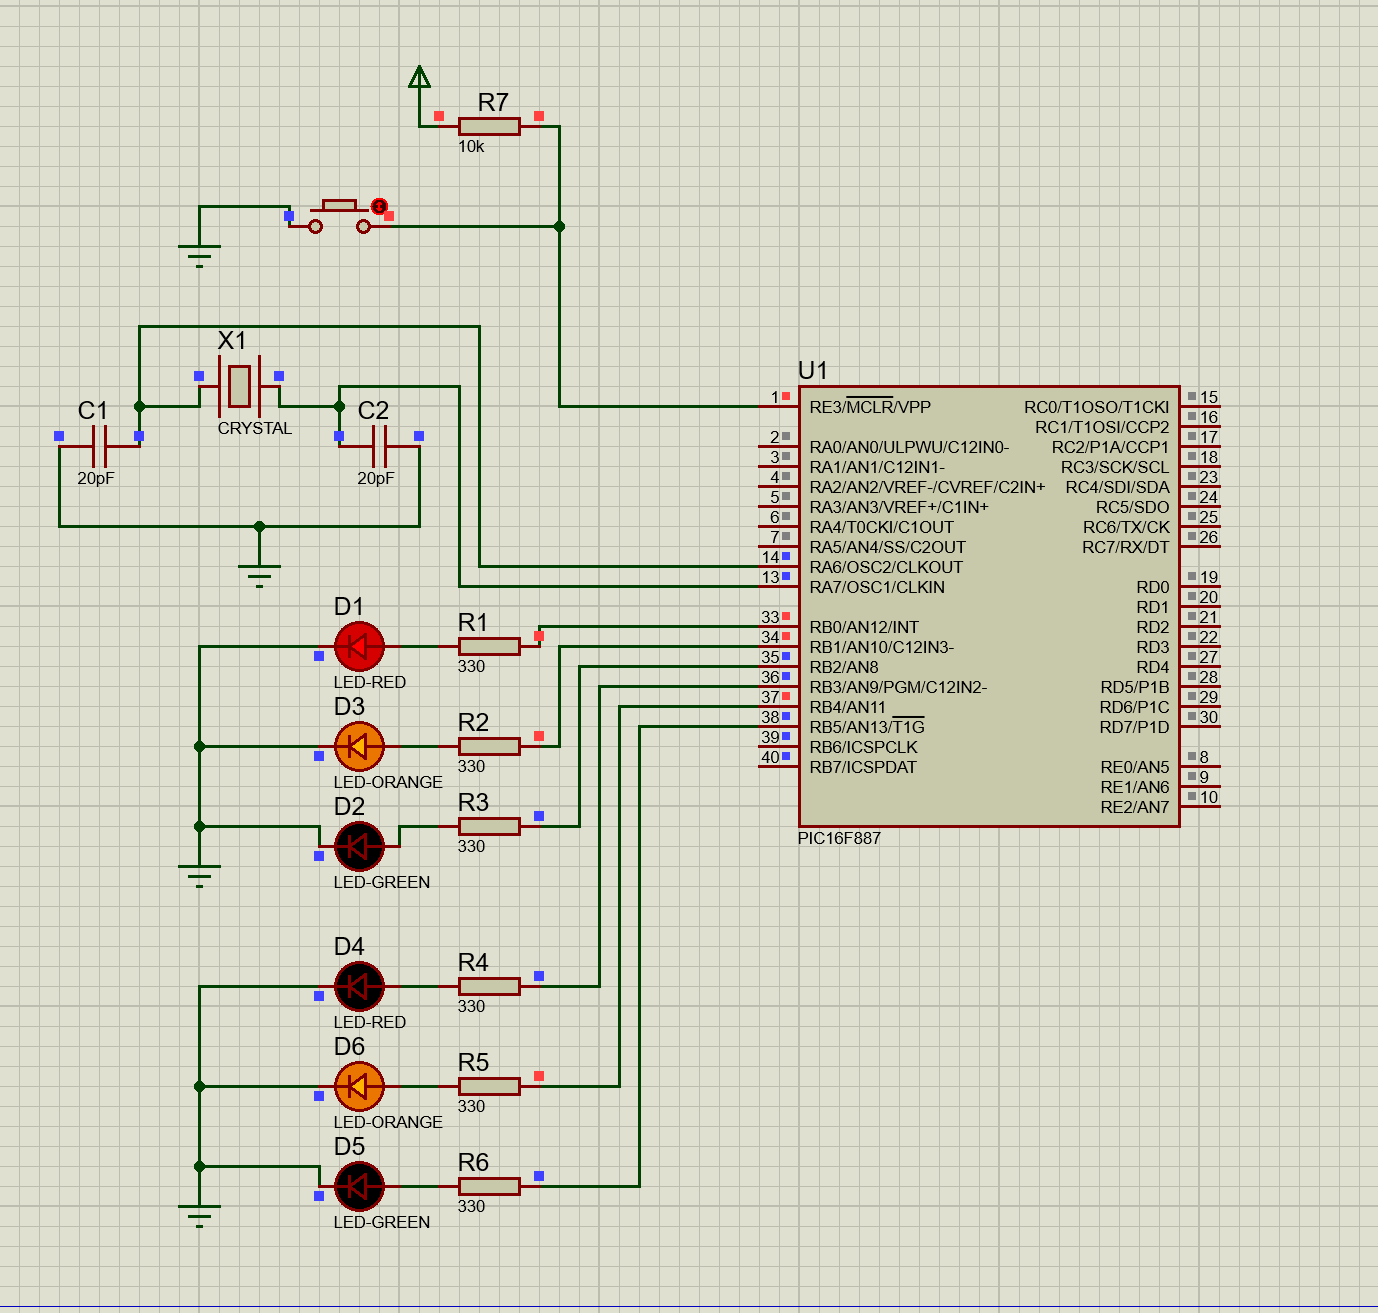 R7
10k
X1
CRYSTAL
C1
20pF
C2
20pF
U1
1 RE3/MCLR/VPP
2 RA0/AN0/ULPWU/C12IN0-
3 RA1/AN1/C12IN1-
4 RA2/AN2/VREF-/CVREF/C2IN+
5 RA3/AN3/VREF+/C1IN+
6 RA4/T0CKI/C1OUT
7 RA5/AN4/SS/C2OUT
14 RA6/OSC2/CLKOUT
13 RA7/OSC1/CLKIN
33 RB0/AN12/INT
34 RB1/AN10/C12IN3-
35 RB2/AN8
36 RB3/AN9/PGM/C12IN2-
37 RB4/AN11
38 RB5/AN13/T1G
39 RB6/ICSPCLK
40 RB7/ICSPDAT
RC0/T1OSO/T1CKI 15
RC1/T1OSI/CCP2 16
RC2/P1A/CCP1 17
RC3/SCK/SCL 18
RC4/SDI/SDA 23
RC5/SDO 24
RC6/TX/CK 25
RC7/RX/DT 26
RD0 19
RD1 20
RD2 21
RD3 22
RD4 27
RD5/P1B 28
RD6/P1C 29
RD7/P1D 30
RE0/AN5 8
RE1/AN6 9
RE2/AN7 10
PIC16F887
D1
LED-RED
R1
330
D3
LED-ORANGE
R2
330
D2
LED-GREEN
R3
330
D4
LED-RED
R4
330
D6
LED-ORANGE
R5
330
D5
LED-GREEN
R6
330